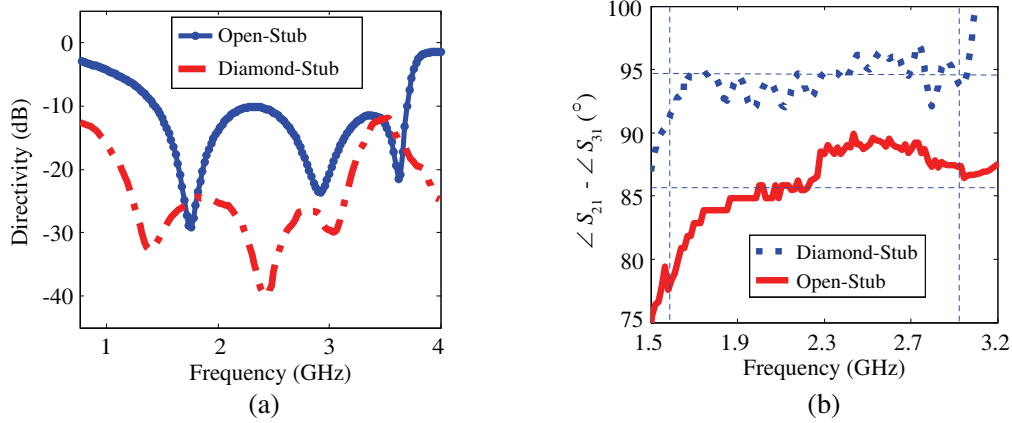 0
-10
-20
-30
-40
Directivity (dB)
Open-Stub
Diamond-Stub
1
2
3
4
Frequency (GHz)
(a)
100
95
90
85
80
75
∠ S21 - ∠ S31 (°)
Diamond-Stub
Open-Stub
1.5
1.9
2.3
2.7
3.2
Frequency (GHz)
(b)